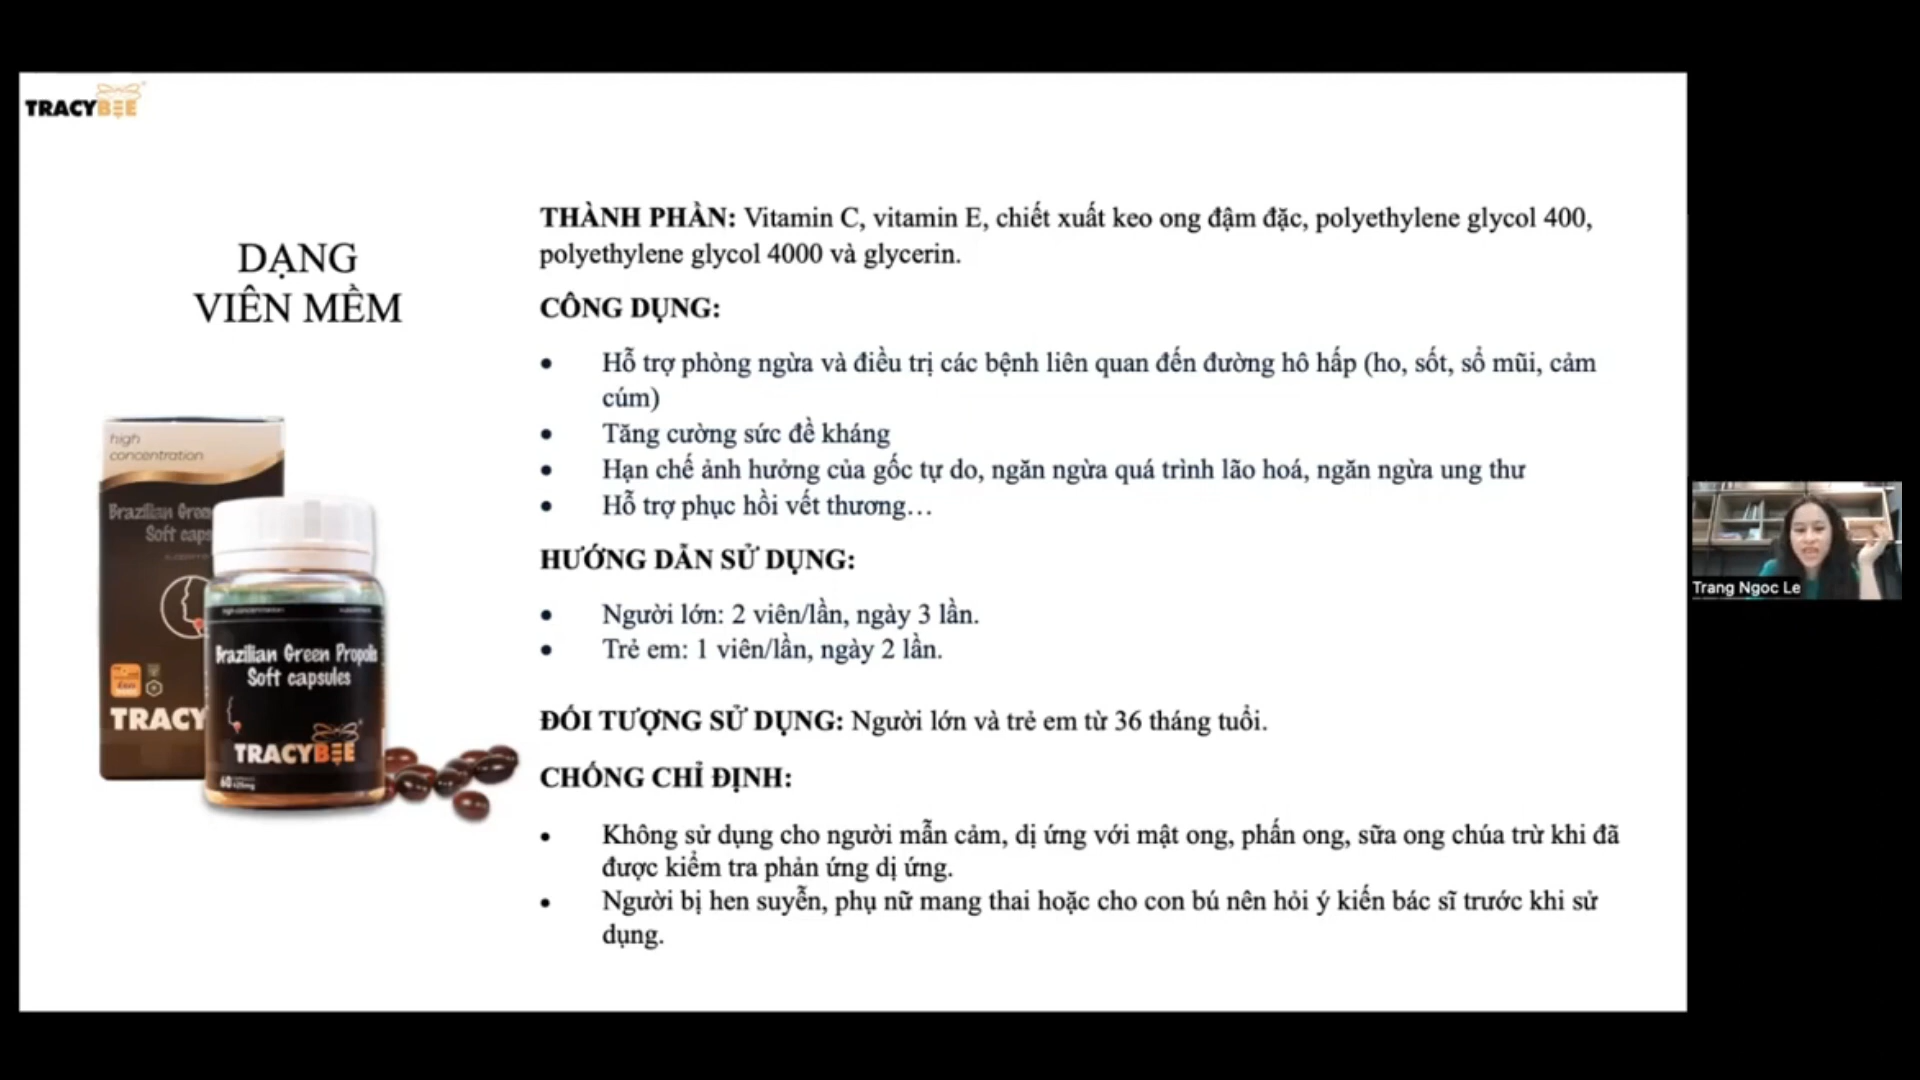 TRACYBEE
DẠNG
VIÊN MỀM
THÀNH PHẦN: Vitamin C, vitamin E, chiết xuất keo ong đậm đặc, polyethylene glycol 400,
polyethylene glycol 4000 và glycerin.
CÔNG DỤNG:
• Hỗ trợ phòng ngừa và điều trị các bệnh liên quan đến đường hô hấp (ho, sốt, sổ mũi, cảm
cúm)
• Tăng cường sức đề kháng
• Hạn chế ảnh hưởng của gốc tự do, ngăn ngừa quá trình lão hoá, ngăn ngừa ung thư
• Hỗ trợ phục hồi vết thương…
HƯỚNG DẪN SỬ DỤNG:
• Người lớn: 2 viên/lần, ngày 3 lần.
• Trẻ em: 1 viên/lần, ngày 2 lần.
ĐỐI TƯỢNG SỬ DỤNG: Người lớn và trẻ em từ 36 tháng tuổi.
CHỐNG CHỈ ĐỊNH:
• Không sử dụng cho người mẫn cảm, dị ứng với mật ong, phấn ong, sữa ong chúa trừ khi đã
được kiểm tra phản ứng dị ứng.
• Người bị hen suyễn, phụ nữ mang thai hoặc cho con bú nên hỏi ý kiến bác sĩ trước khi sử
dụng.
high
concentration
Brazilian Gree
Soft caps
TRACY
Brazilian Green Propolis
Soft capsules
TRACYBEE
60
Trang Ngoc Le